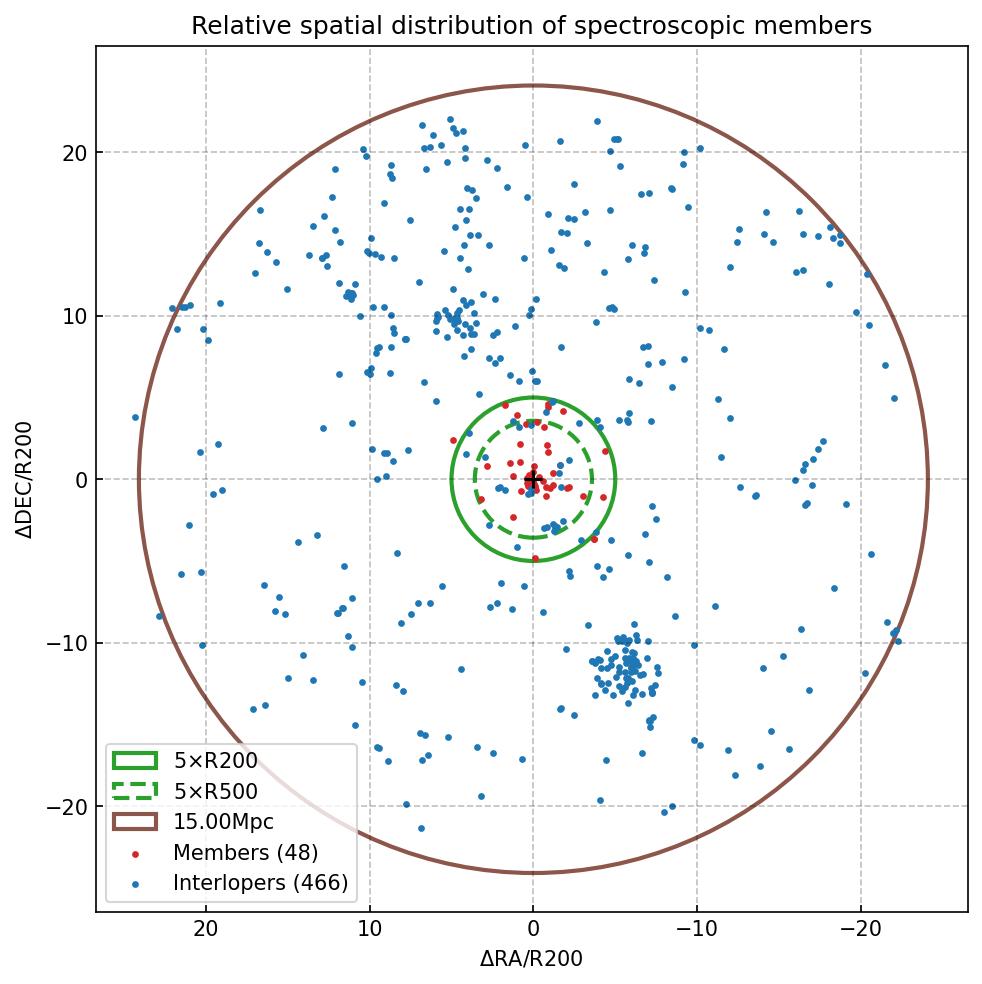 Relative spatial distribution of spectroscopic members
ΔDEC/R200
20
10
0
−10
−20
5×R200
5×R500
15.00Mpc
Members (48)
Interlopers (466)
20
10
0
−10
−20
ΔRA/R200